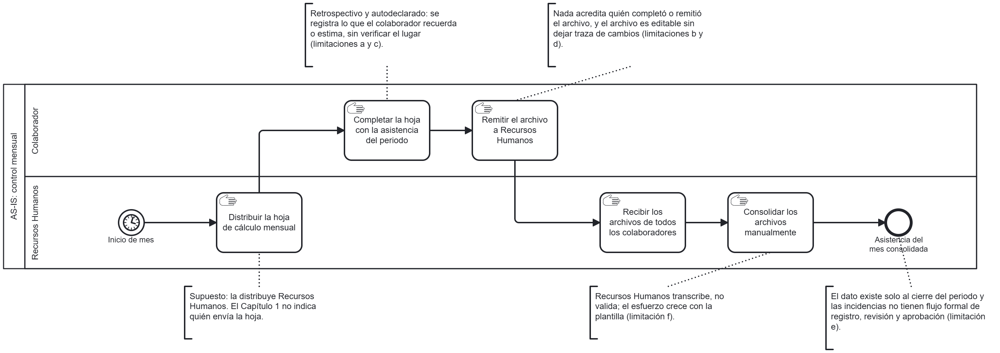 Retrospectivo y autodeclarado: se
registra lo que el colaborador recuerda
o estima, sin verificar el lugar
(limitaciones a y c).
Nada acredita quién completó o remitió
el archivo, y el archivo es editable sin
dejar traza de cambios (limitaciones b y
d).
AS-IS: control mensual
Colaborador
Completar la hoja
con la asistencia
del periodo
Remitir el archivo
a Recursos
Humanos
Recursos Humanos
Inicio de mes
Distribuir la hoja
de cálculo mensual
Recibir los
archivos de todos
los colaboradores
Consolidar los
archivos
manualmente
Asistencia del
mes consolidada
Supuesto: la distribuye Recursos
Humanos. El Capítulo 1 no indica
quién envía la hoja.
Recursos Humanos transcribe, no
valida; el esfuerzo crece con la
plantilla (limitación f).
El dato existe solo al cierre del periodo y
las incidencias no tienen flujo formal de
registro, revisión y aprobación (limitación
e).